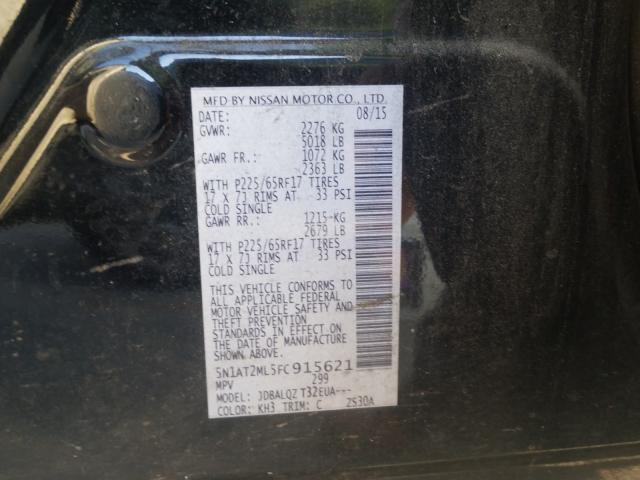 MFD BY NISSAN MOTOR CO., LTD.
DATE: 08/15
GVWR: 2276 KG
5018 LB
GAWR FR.: 1072 KG
2363 LB
WITH P225/65RF17 TIRES
17 X 7J RIMS AT 33 PSI
COLD SINGLE
GAWR RR.: 1215-KG
2679 LB
WITH P225/65RF17 TIRES
17 X 7J RIMS AT 33 PSI
COLD SINGLE
THIS VEHICLE CONFORMS TO
ALL APPLICABLE FEDERAL
MOTOR VEHICLE SAFETY AND
THEFT PREVENTION
STANDARDS IN EFFECT ON
THE DATE OF MANUFACTURE
SHOWN ABOVE.
5N1AT2ML5FC915621
MPV 299
MODEL: JDBALQZ T32EUA---
COLOR: KH3 TRIM: C ZS30A